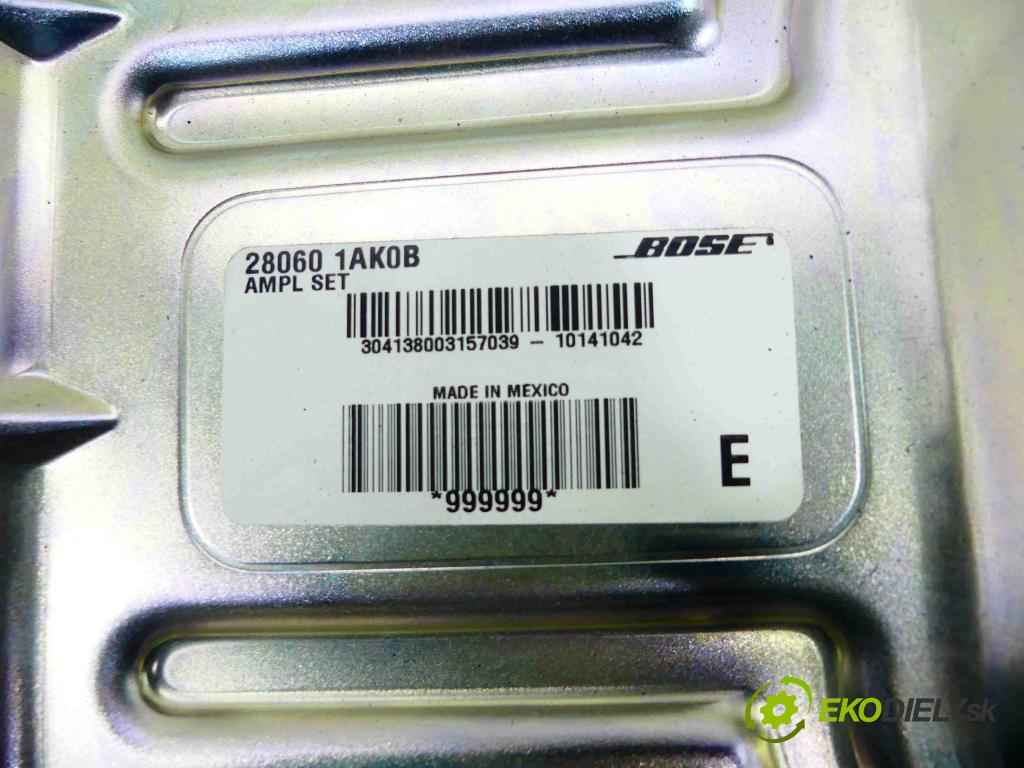 28060 1AK0B
BOSE
AMPL SET
304138003157039 - 10141042
MADE IN MEXICO
*999999*
E
EKODIELY.sk